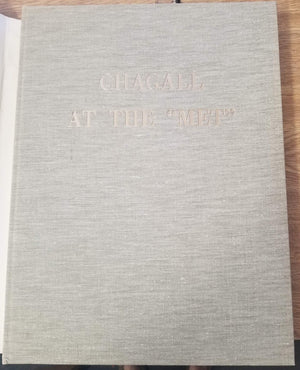 CHAGALL
AT THE "MET"